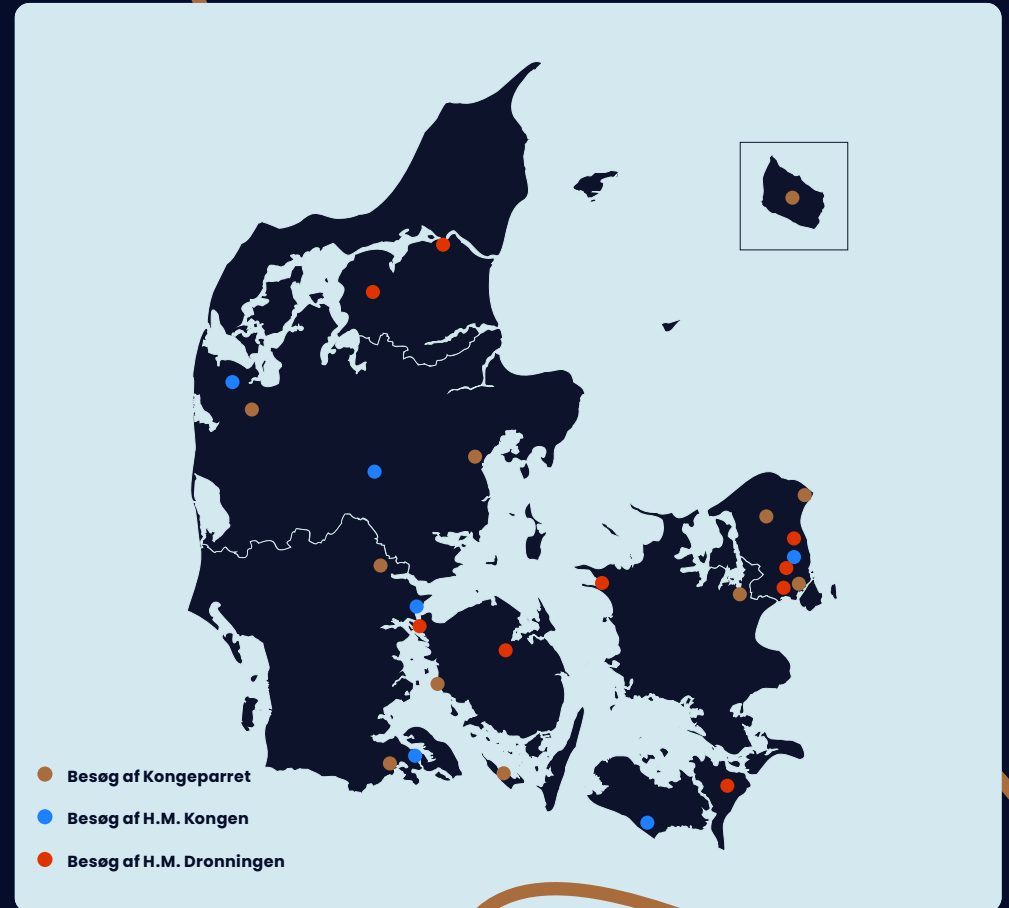 Besøg af Kongeparret
Besøg af H.M. Kongen
Besøg af H.M. Dronningen